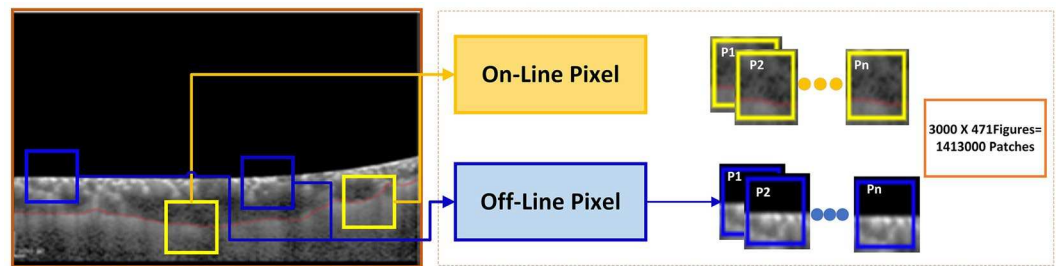 On-Line Pixel
P1
P2
Pn
3000 X 471Figures=
1413000 Patches
Off-Line Pixel
P1
P2
Pn